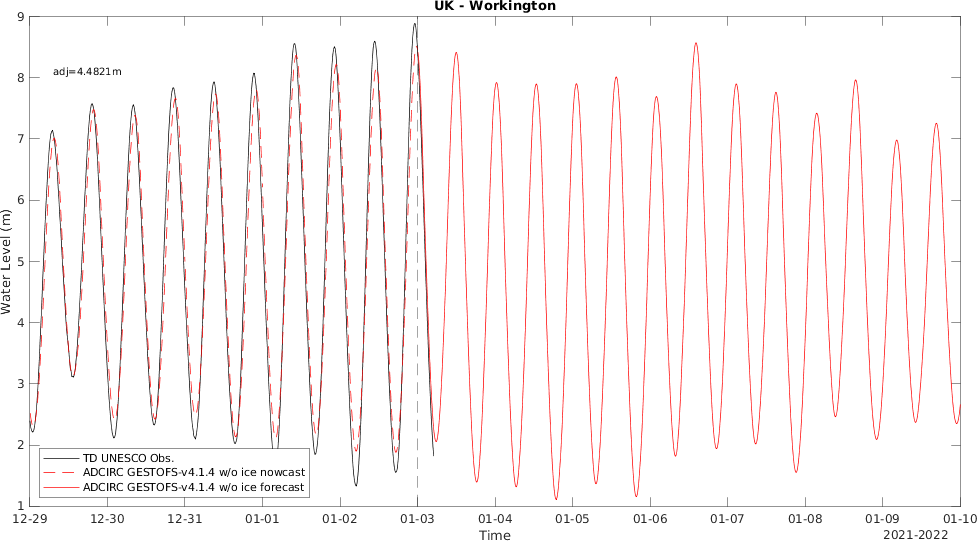 UK - Workington
9
8
7
6
5
4
3
2
1
Water Level (m)
adj=4.4821m
TD UNESCO Obs.
ADCIRC GESTOFS-v4.1.4 w/o ice nowcast
ADCIRC GESTOFS-v4.1.4 w/o ice forecast
12-29 12-30 12-31 01-01 01-02 01-03 01-04 01-05 01-06 01-07 01-08 01-09 01-10
Time
2021-2022